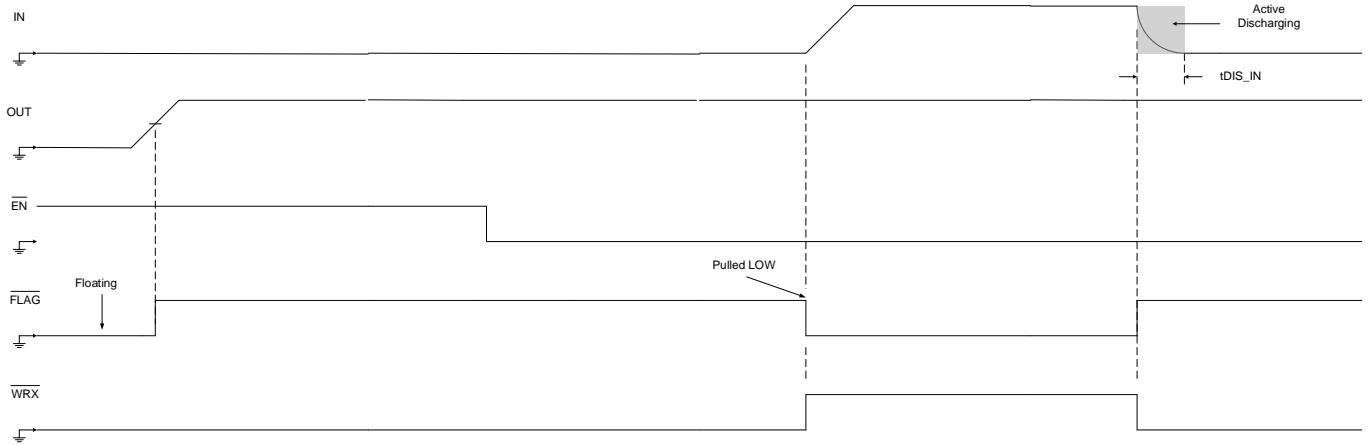 IN
Active
Discharging
tDIS_IN
OUT
EN
Pulled LOW
Floating
FLAG
WRX